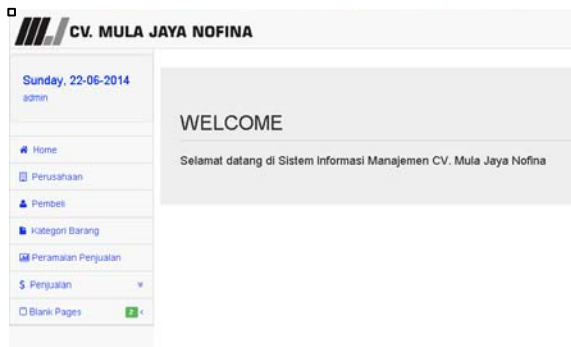 CV. MULA JAYA NOFINA
Sunday, 22-06-2014
admin
WELCOME
Selamat datang di Sistem Informasi Manajemen CV. Mula Jaya Nofina
Home
Perusahaan
Pembeli
Kategori Barang
Peramalan Penjualan
$ Penjualan
Blank Pages 2